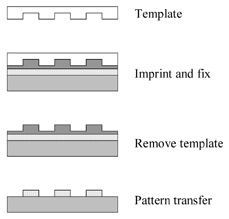 Template
Imprint and fix
Remove template
Pattern transfer